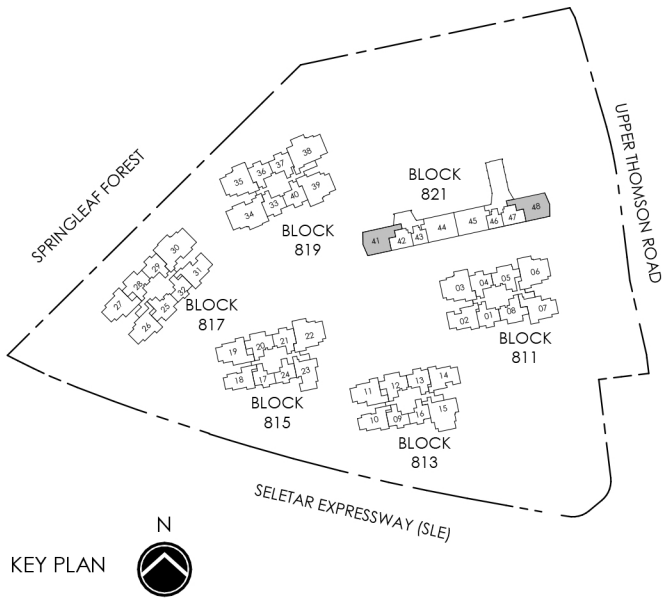 SPRINGLEAF FOREST
UPPER THOMSON ROAD
35 36 37 38
34 33 40 39
BLOCK
819
BLOCK
821
41 42 43 44 45 46 47 48
27 28 29 30
26 25 32 31
BLOCK
817
03 04 05 06
02 01 08 07
BLOCK
811
19 20 21 22
18 17 24 23
BLOCK
815
11 12 13 14
10 09 16 15
BLOCK
813
SELETAR EXPRESSWAY (SLE)
N
KEY PLAN